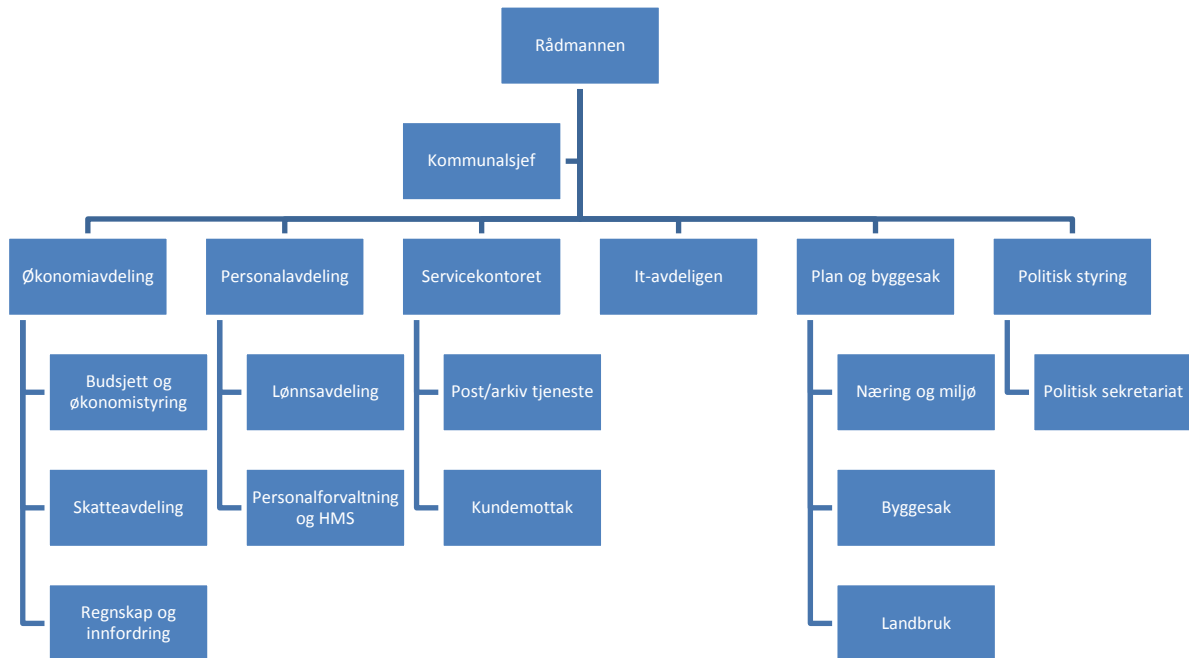 Rådmannen
Kommunalsjef
Økonomiavdeling
Personalavdeling
Servicekontoret
It-avdeligen
Plan og byggesak
Politisk styring
Budsjett og
økonomistyring
Lønnsavdeling
Post/arkiv tjeneste
Næring og miljø
Politisk sekretariat
Skatteavdeling
Personalforvaltning
og HMS
Kundemottak
Byggesak
Regnskap og
innfordring
Landbruk